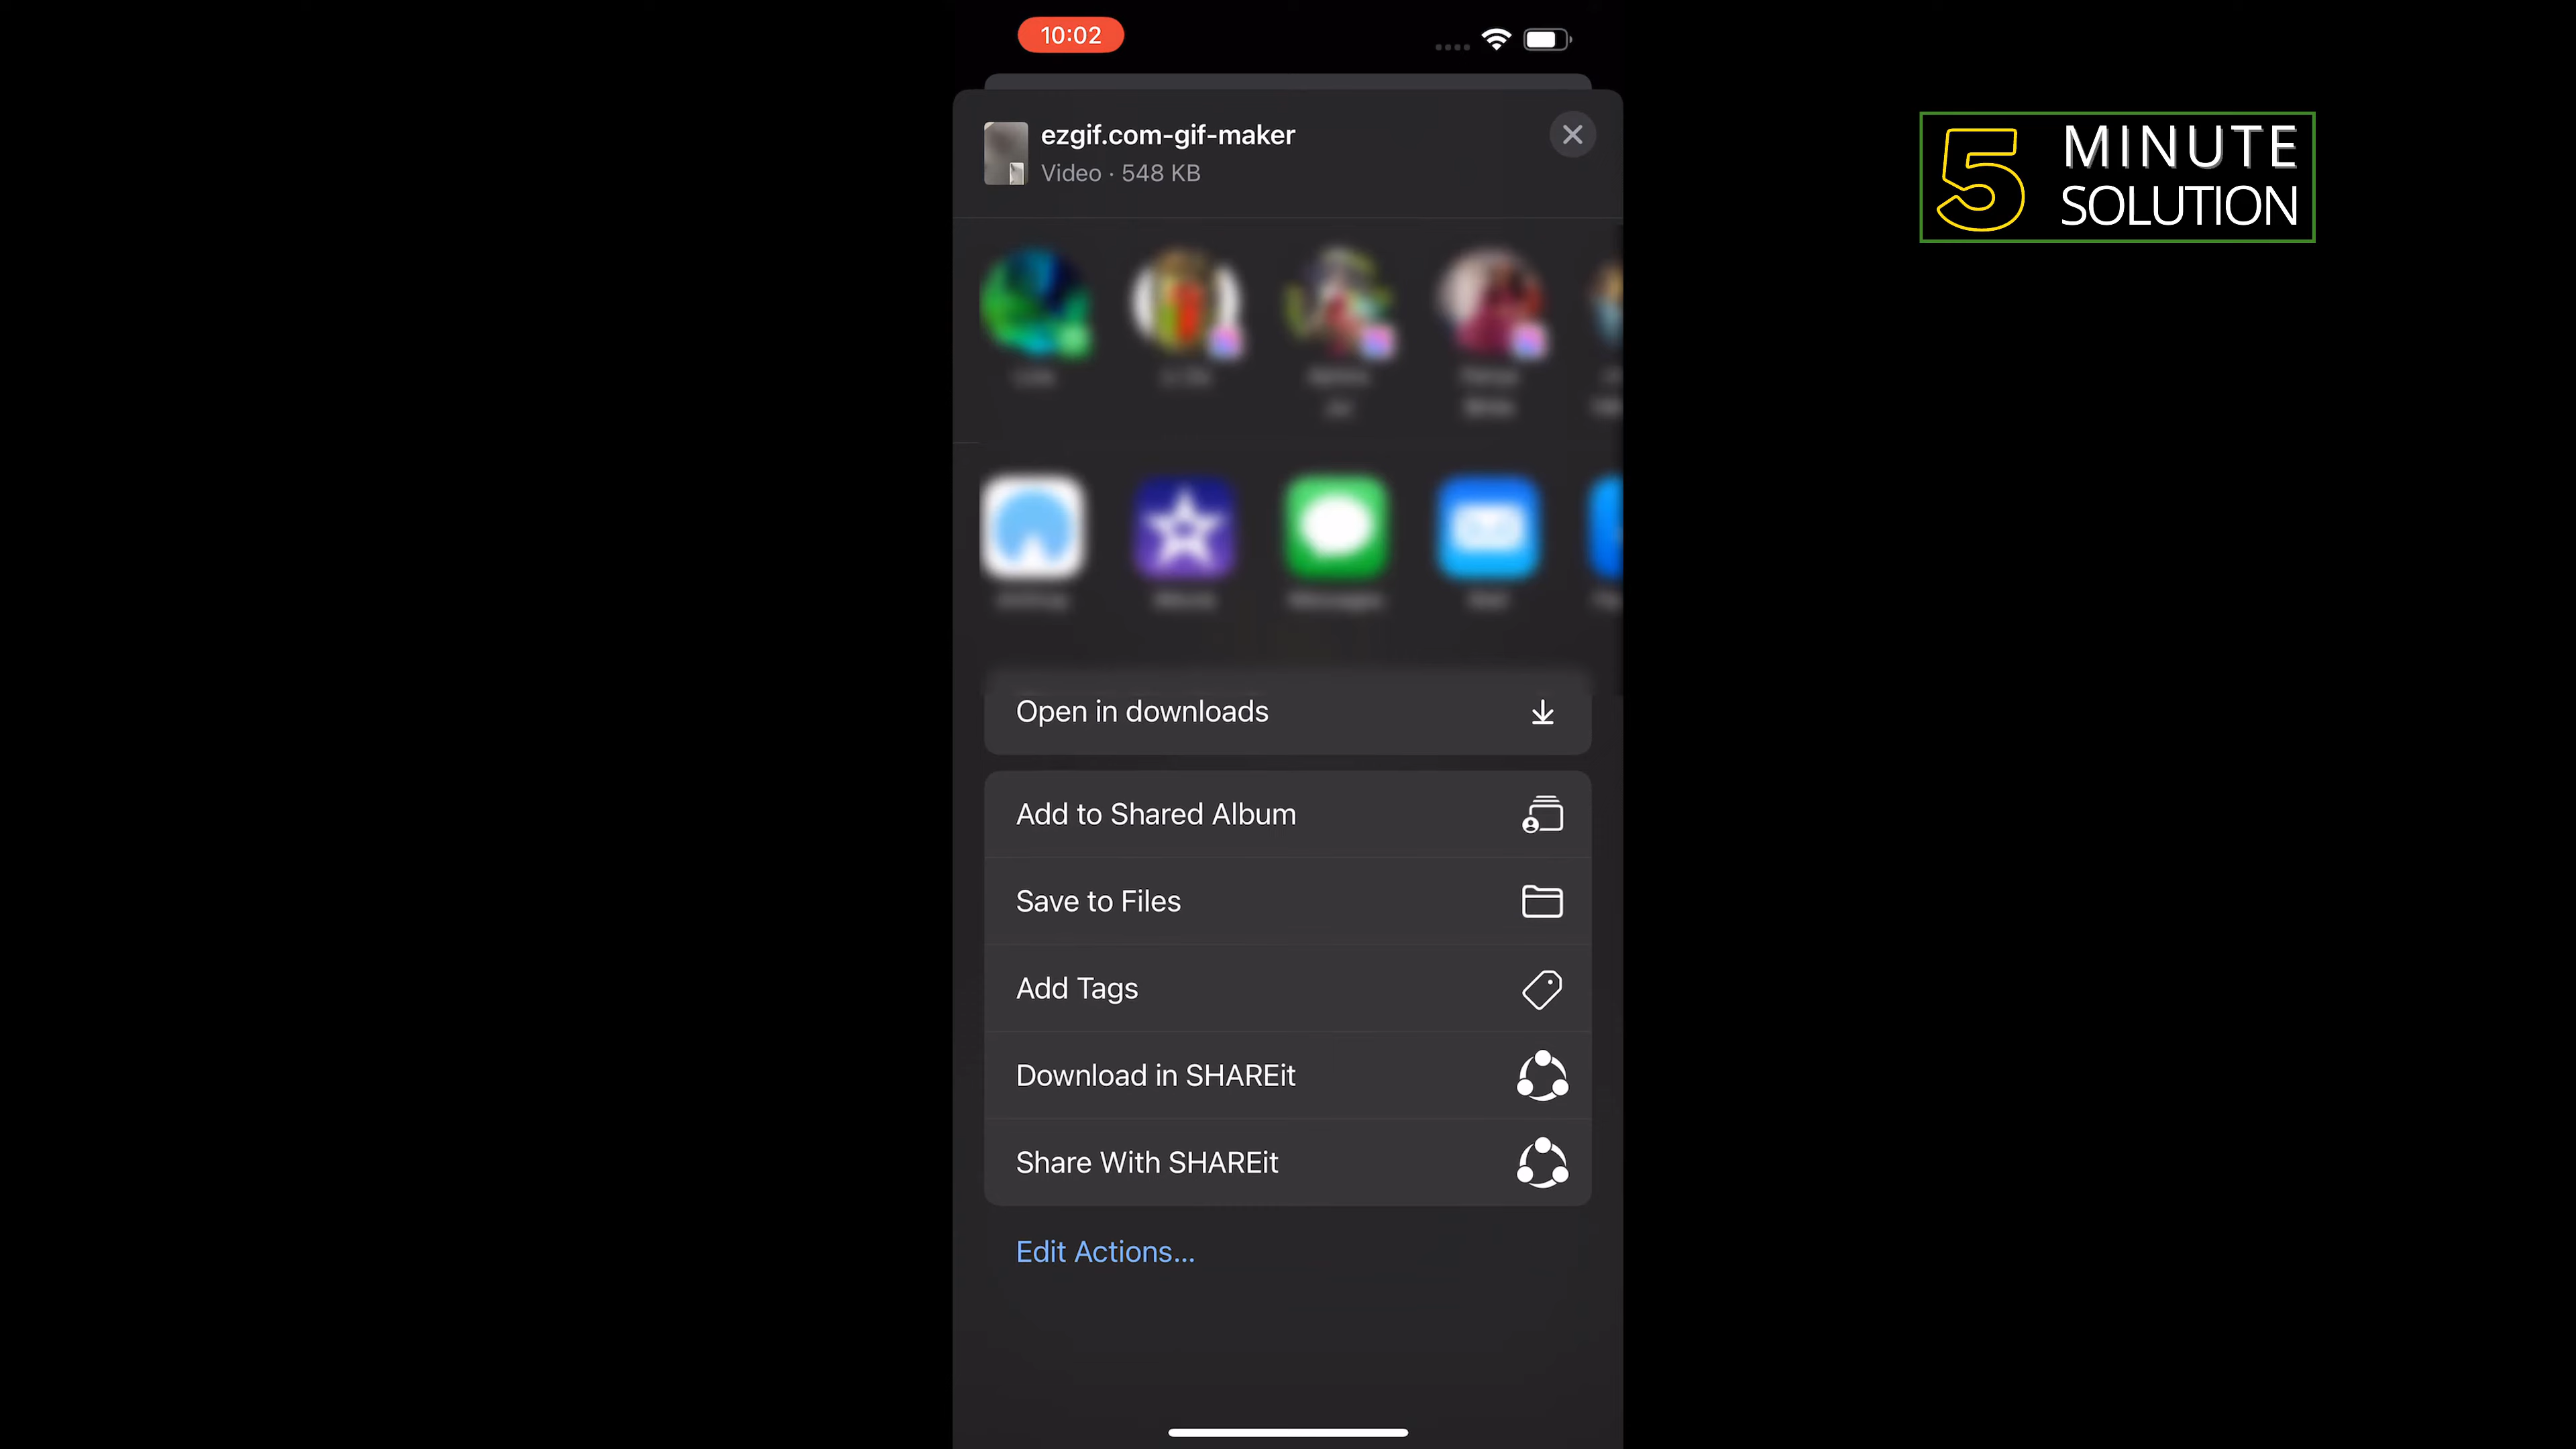 10:02
ezgif.com-gif-maker
Video · 548 KB
5 MINUTE
SOLUTION
Messages
Open in downloads
Add to Shared Album
Save to Files
Add Tags
Download in SHAREit
Share With SHAREit
Edit Actions...